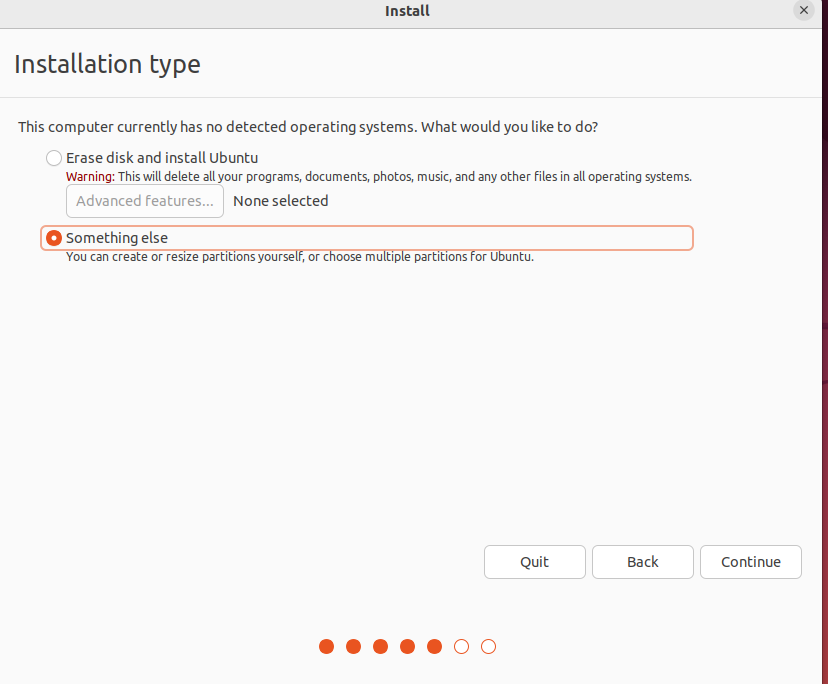 Install
Installation type
This computer currently has no detected operating systems. What would you like to do?
Erase disk and install Ubuntu
Warning: This will delete all your programs, documents, photos, music, and any other files in all operating systems.
Advanced features... None selected
Something else
You can create or resize partitions yourself, or choose multiple partitions for Ubuntu.
Quit Back Continue